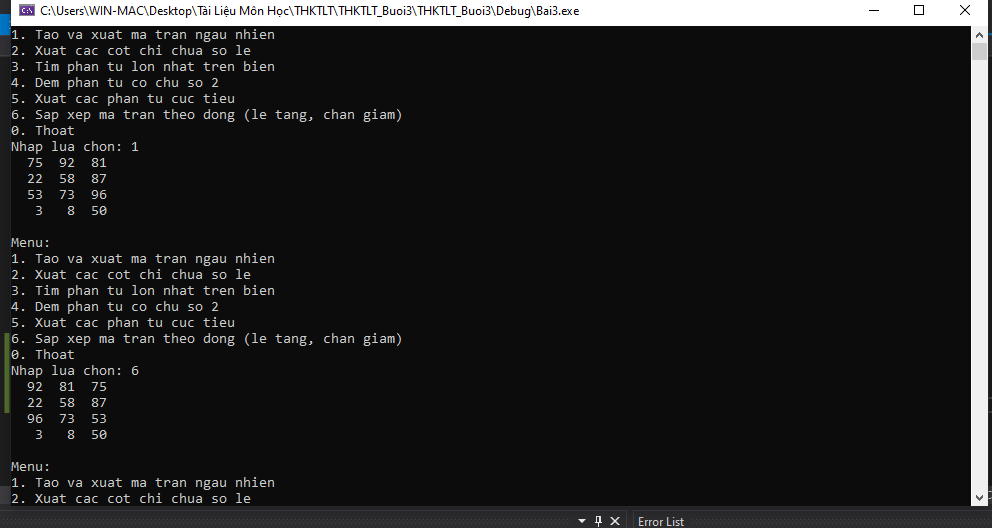 C:\Users\WIN-MAC\Desktop\Tài Liệu Môn Học\THKTLT\THKTLT_Buoi3\THKTLT_Buoi3\Debug\Bai3.exe
1. Tao va xuat ma tran ngau nhien
2. Xuat cac cot chi chua so le
3. Tim phan tu lon nhat tren bien
4. Dem phan tu co chu so 2
5. Xuat cac phan tu cuc tieu
6. Sap xep ma tran theo dong (le tang, chan giam)
0. Thoat
Nhap lua chon: 1
75 92 81
22 58 87
53 73 96
3 8 50
Menu:
1. Tao va xuat ma tran ngau nhien
2. Xuat cac cot chi chua so le
3. Tim phan tu lon nhat tren bien
4. Dem phan tu co chu so 2
5. Xuat cac phan tu cuc tieu
6. Sap xep ma tran theo dong (le tang, chan giam)
0. Thoat
Nhap lua chon: 6
92 81 75
22 58 87
96 73 53
3 8 50
Menu:
1. Tao va xuat ma tran ngau nhien
2. Xuat cac cot chi chua so le
Error List